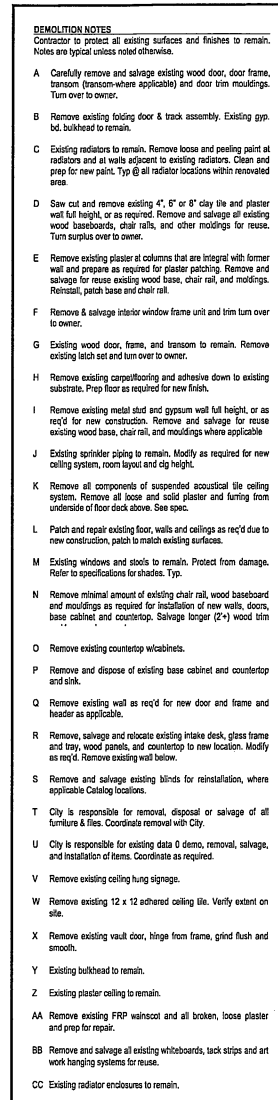 DEMOLITION NOTES
Contractor to protect all existing surfaces and finishes to remain.
Notes are typical unless noted otherwise.
A Carefully remove and salvage existing wood door, door frame,
transom (transom-where applicable) and door trim mouldings.
Turn over to owner.
B Remove existing folding door & track assembly. Existing gyp.
bd. bulkhead to remain.
C Existing radiators to remain. Remove loose and peeling paint at
radiators and at walls adjacent to existing radiators. Clean and
prep for new paint. Typ @ all radiator locations within renovated
area.
D Saw cut and remove existing 4", 6" or 8" clay tile and plaster
wall full height, or as required. Remove and salvage all existing
wood baseboards, chair rails, and other moldings for reuse.
Turn surplus over to owner.
E Remove existing plaster at columns that are integral with former
wall and prepare as required for plaster patching. Remove and
salvage for reuse existing wood base, chair rail, and moldings.
Reinstall, patch base and chair rail.
F Remove & salvage interior window frame unit and trim turn over
to owner.
G Existing wood door, frame, and transom to remain. Remove
existing latch set and turn over to owner.
H Remove existing carpet/flooring and adhesive down to existing
substrate. Prep floor as required for new finish.
I Remove existing metal stud and gypsum wall full height, or as
req'd for new construction. Remove and salvage for reuse
existing wood base, chair rail, and mouldings where applicable
J Existing sprinkler piping to remain. Modify as required for new
ceiling system, room layout and clg height
K Remove all components of suspended acoustical tile ceiling
system. Remove all loose and solid plaster and furring from
underside of floor deck above. See spec.
L Patch and repair existing floor, walls and ceilings as req'd due to
new construction, patch to match existing surfaces.
M Existing windows and stools to remain. Protect from damage.
Refer to specifications for shades. Typ.
N Remove minimal amount of existing chair rail, wood baseboard
and mouldings as required for installation of new walls, doors,
base cabinet and countertop. Salvage longer (2'+) wood trim
O Remove existing countertop w/cabinets.
P Remove and dispose of existing base cabinet and countertop
and sink.
Q Remove existing wall as req'd for new door and frame and
header as applicable.
R Remove, salvage and relocate existing intake desk, glass frame
and tray, wood panels, and countertop to new location. Modify
as req'd. Remove existing wall below.
S Remove and salvage existing blinds for reinstallation, where
applicable Catalog locations.
T City is responsible for removal, disposal or salvage of all
furniture & files. Coordinate removal with City.
U City is responsible for existing data 0 demo, removal, salvage,
and installation of items. Coordinate as required.
V Remove existing ceiling hung signage.
W Remove existing 12 x 12 adhered ceiling tile. Verify extent on
site.
X Remove existing vault door, hinge from frame, grind flush and
smooth.
Y Existing bulkhead to remain.
Z Existing plaster ceiling to remain.
AA Remove existing FRP wainscot and all broken, loose plaster
and prep for repair.
BB Remove and salvage all existing whiteboards, tack strips and art
work hanging systems for reuse.
CC Existing radiator enclosures to remain.